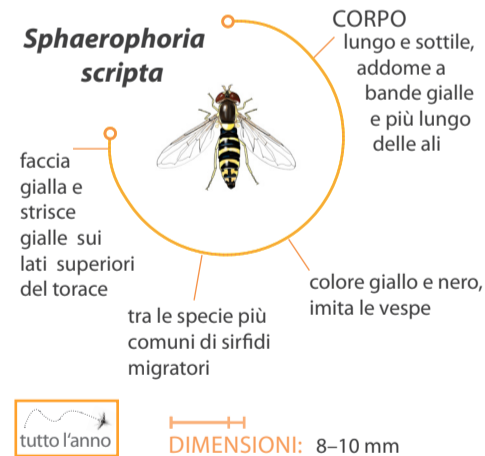 Sphaerophoria
scripta
CORPO
lungo e sottile,
addome a
bande gialle
e più lungo
delle ali
faccia
gialla e
strisce
gialle sui
lati superiori
del torace
tra le specie più
comuni di sirfidi
migratori
colore giallo e nero,
imita le vespe
tutto l'anno
DIMENSIONI: 8–10 mm